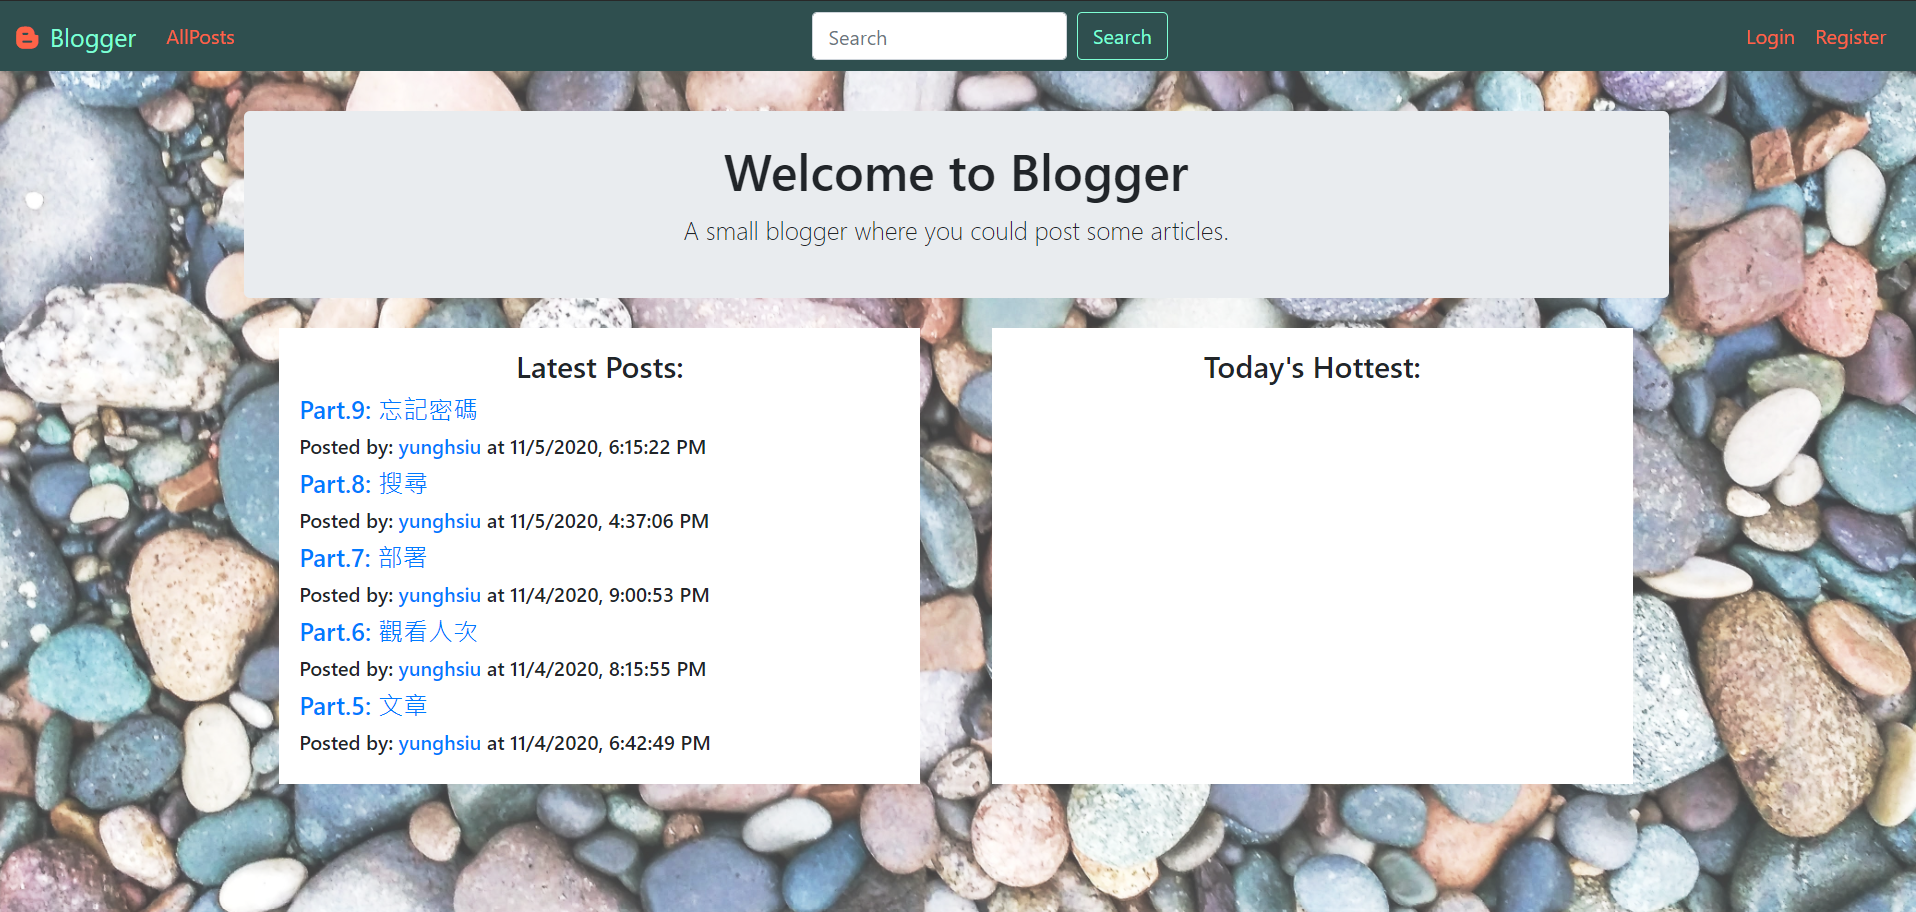 Blogger AllPosts Search Search Login Register
Welcome to Blogger
A small blogger where you could post some articles.
Latest Posts:
Part.9: 忘記密碼
Posted by: yunghsiu at 11/5/2020, 6:15:22 PM
Part.8: 搜尋
Posted by: yunghsiu at 11/5/2020, 4:37:06 PM
Part.7: 部署
Posted by: yunghsiu at 11/4/2020, 9:00:53 PM
Part.6: 觀看人次
Posted by: yunghsiu at 11/4/2020, 8:15:55 PM
Part.5: 文章
Posted by: yunghsiu at 11/4/2020, 6:42:49 PM
Today's Hottest: